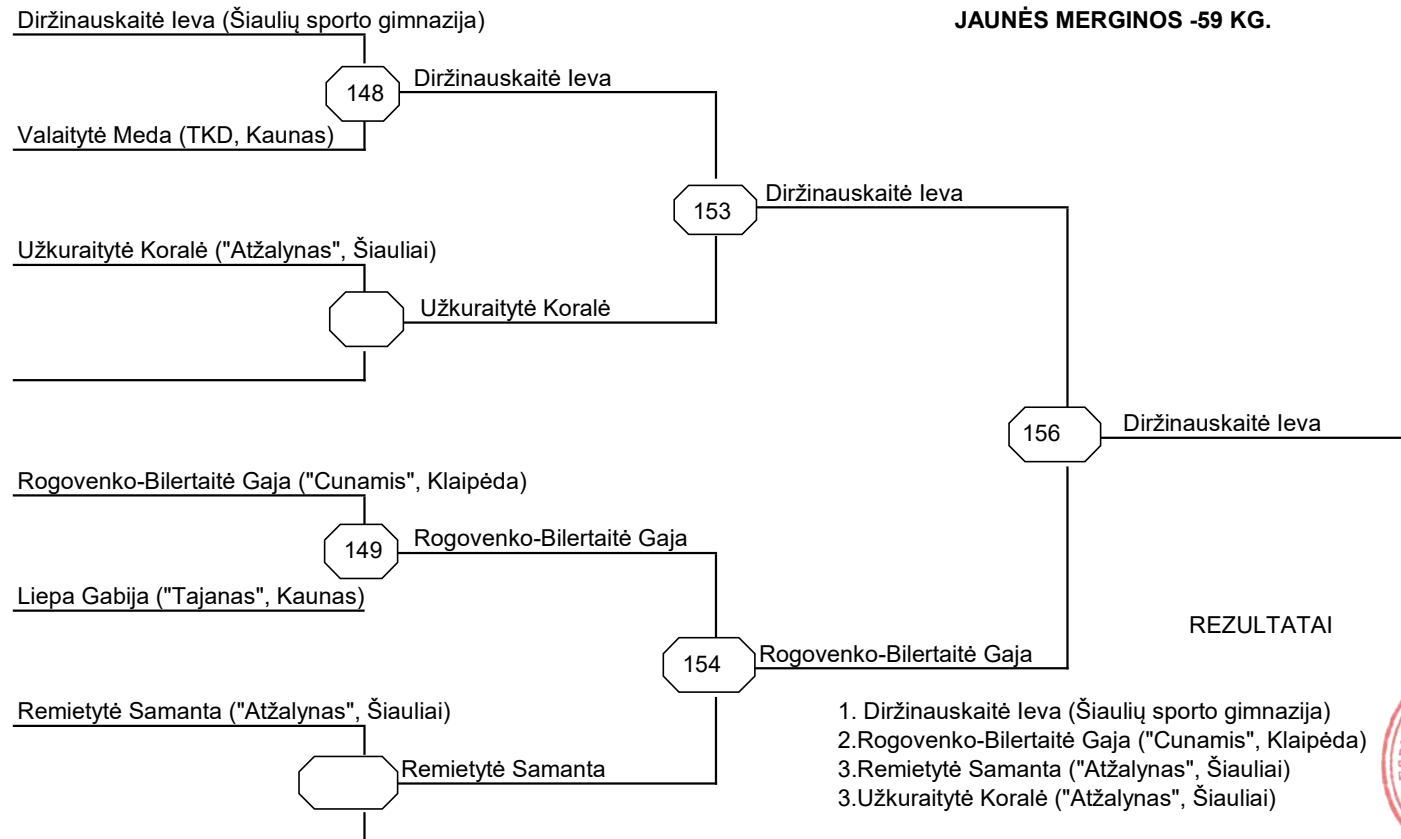 Diržinauskaitė Ieva (Šiaulių sporto gimnazija)
JAUNĖS MERGINOS -59 KG.
148
Diržinauskaitė Ieva
Valaitytė Meda (TKD, Kaunas)
153
Diržinauskaitė Ieva
Užkuraitytė Koralė ("Atžalynas", Šiauliai)
Užkuraitytė Koralė
156
Diržinauskaitė Ieva
Rogovenko-Bilertaitė Gaja ("Cunamis", Klaipėda)
149
Rogovenko-Bilertaitė Gaja
Liepa Gabija ("Tajanas", Kaunas)
REZULTATAI
154
Rogovenko-Bilertaitė Gaja
Remietytė Samanta ("Atžalynas", Šiauliai)
Remietytė Samanta
1. Diržinauskaitė Ieva (Šiaulių sporto gimnazija)
2.Rogovenko-Bilertaitė Gaja ("Cunamis", Klaipėda)
3.Remietytė Samanta ("Atžalynas", Šiauliai)
3.Užkuraitytė Koralė ("Atžalynas", Šiauliai)